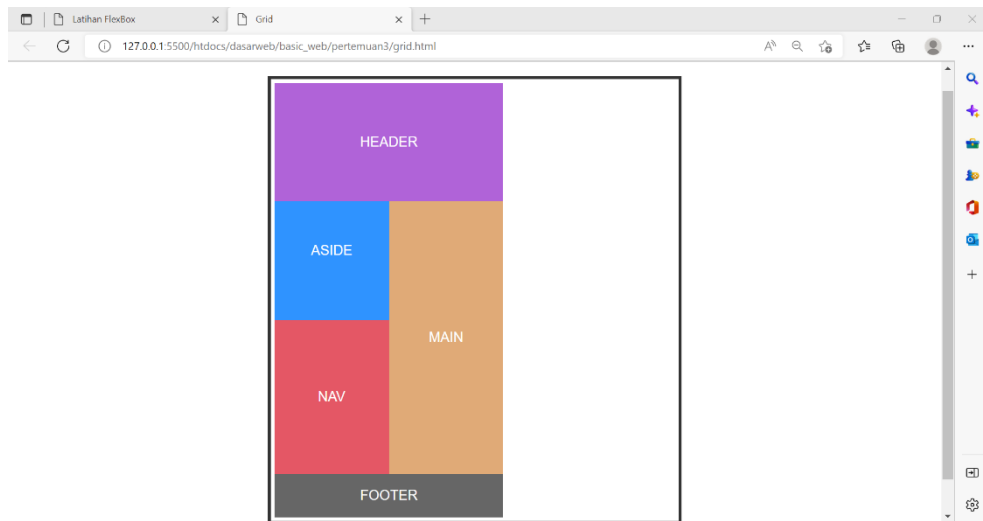 Latihan FlexBox
Grid
127.0.0.1:5500/htdocs/dasarweb/basic_web/pertemuan3/grid.html
HEADER
ASIDE
MAIN
NAV
FOOTER